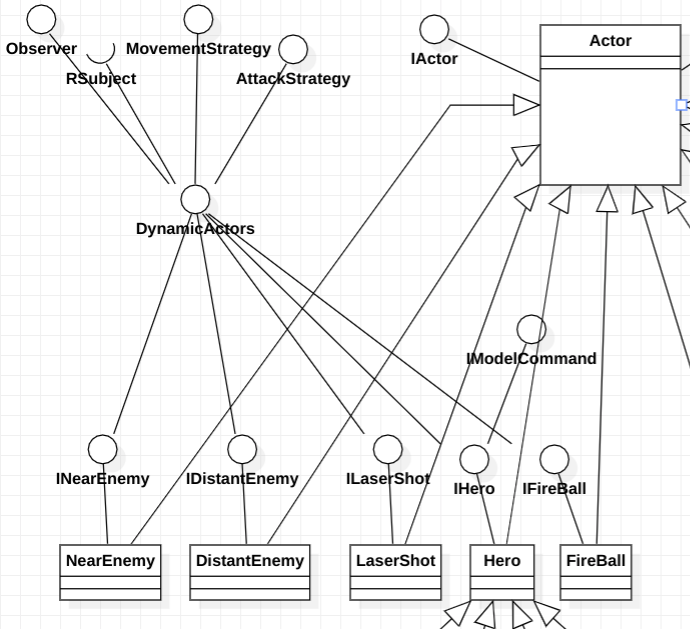 Observer
MovementStrategy
RSubject
AttackStrategy
IActor
Actor
DynamicActors
IModelCommand
INearEnemy
IDistantEnemy
ILaserShot
IHero
IFireBall
NearEnemy
DistantEnemy
LaserShot
Hero
FireBall